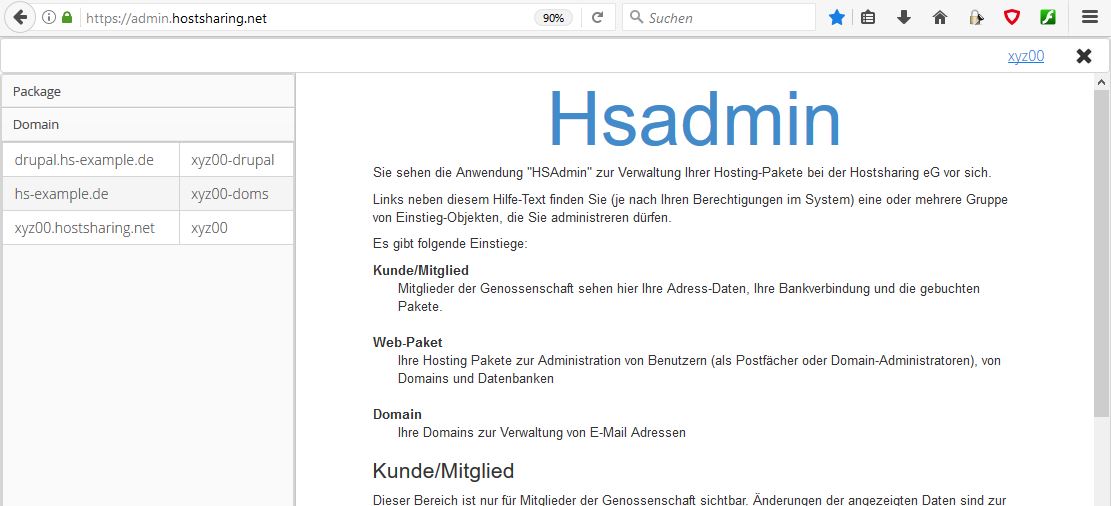 https://admin.hostsharing.net
90%
Suchen
xyz00
Package
Domain
drupal.hs-example.de xyz00-drupal
hs-example.de xyz00-doms
xyz00.hostsharing.net xyz00
Hsadmin
Sie sehen die Anwendung "HSAdmin" zur Verwaltung Ihrer Hosting-Pakete bei der Hostsharing eG vor sich.
Links neben diesem Hilfe-Text finden Sie (je nach Ihren Berechtigungen im System) eine oder mehrere Gruppe
von Einstieg-Objekten, die Sie administreren dürfen.
Es gibt folgende Einstiege:
Kunde/Mitglied
Mitglieder der Genossenschaft sehen hier Ihre Adress-Daten, Ihre Bankverbindung und die gebuchten
Pakete.
Web-Paket
Ihre Hosting Pakete zur Administration von Benutzern (als Postfächer oder Domain-Administratoren), von
Domains und Datenbanken
Domain
Ihre Domains zur Verwaltung von E-Mail Adressen
Kunde/Mitglied
Dieser Bereich ist nur für Mitglieder der Genossenschaft sichtbar. Änderungen der angezeigten Daten sind zur